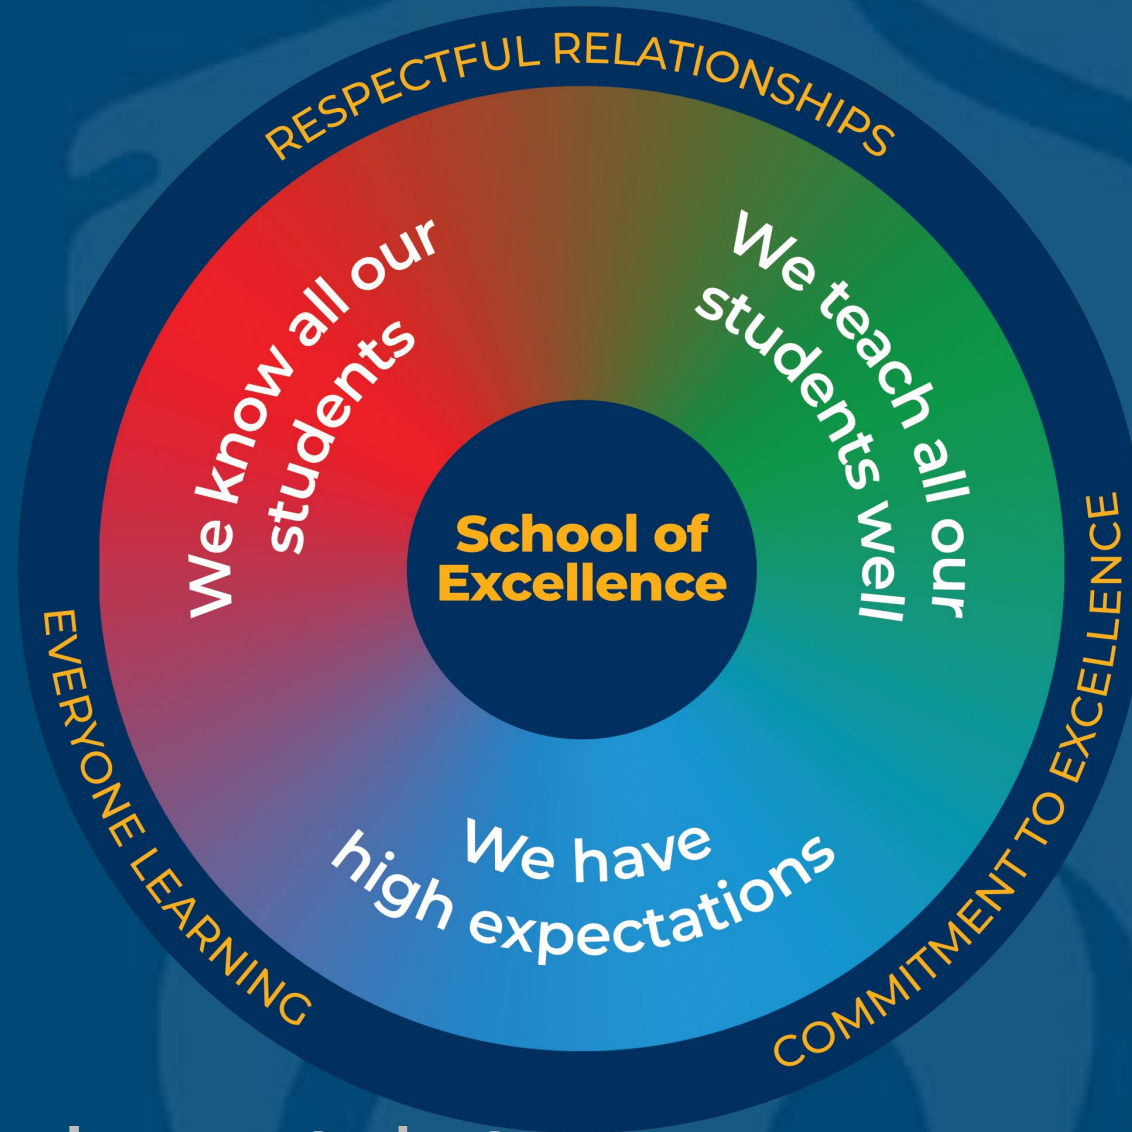 RESPECTFUL RELATIONSHIPS
We know all our
students
We teach all our
students well
School of
Excellence
We have
high expectations
EVERYONE LEARNING
COMMITMENT TO EXCELLENCE